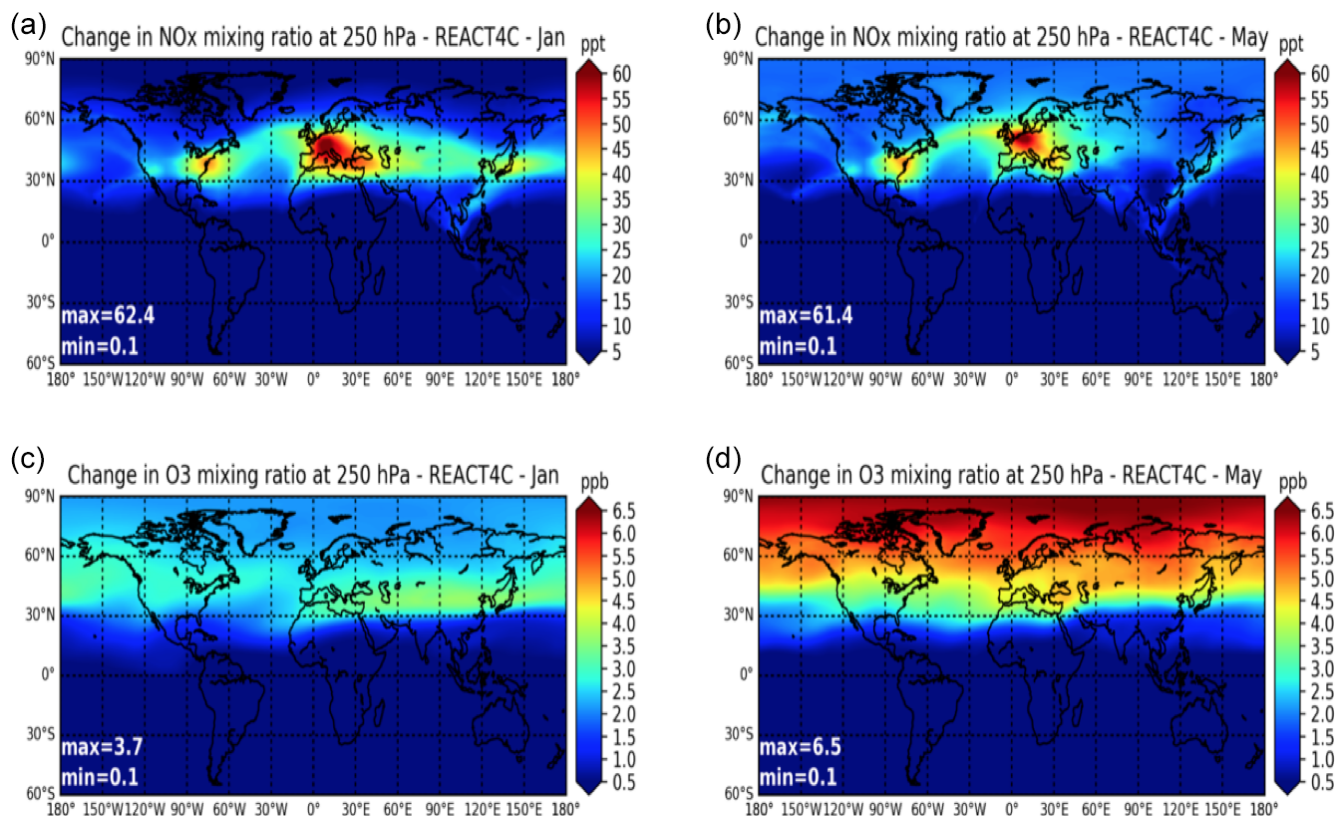 (a)
Change in NOx mixing ratio at 250 hPa - REACT4C - Jan
ppt
90°N
60°N
30°N
0°
30°S
60°S
max=62.4
min=0.1
180° 150°W 120°W 90°W 60°W 30°W 0° 30°E 60°E 90°E 120°E 150°E 180°
60
55
50
45
40
35
30
25
20
15
10
5
(b)
Change in NOx mixing ratio at 250 hPa - REACT4C - May
ppt
90°N
60°N
30°N
0°
30°S
60°S
max=61.4
min=0.1
180° 150°W 120°W 90°W 60°W 30°W 0° 30°E 60°E 90°E 120°E 150°E 180°
60
55
50
45
40
35
30
25
20
15
10
5
(c)
Change in O3 mixing ratio at 250 hPa - REACT4C - Jan
ppb
90°N
60°N
30°N
0°
30°S
60°S
max=3.7
min=0.1
180° 150°W 120°W 90°W 60°W 30°W 0° 30°E 60°E 90°E 120°E 150°E 180°
6.5
6.0
5.5
5.0
4.5
4.0
3.5
3.0
2.5
2.0
1.5
1.0
0.5
(d)
Change in O3 mixing ratio at 250 hPa - REACT4C - May
ppb
90°N
60°N
30°N
0°
30°S
60°S
max=6.5
min=0.1
180° 150°W 120°W 90°W 60°W 30°W 0° 30°E 60°E 90°E 120°E 150°E 180°
6.5
6.0
5.5
5.0
4.5
4.0
3.5
3.0
2.5
2.0
1.5
1.0
0.5